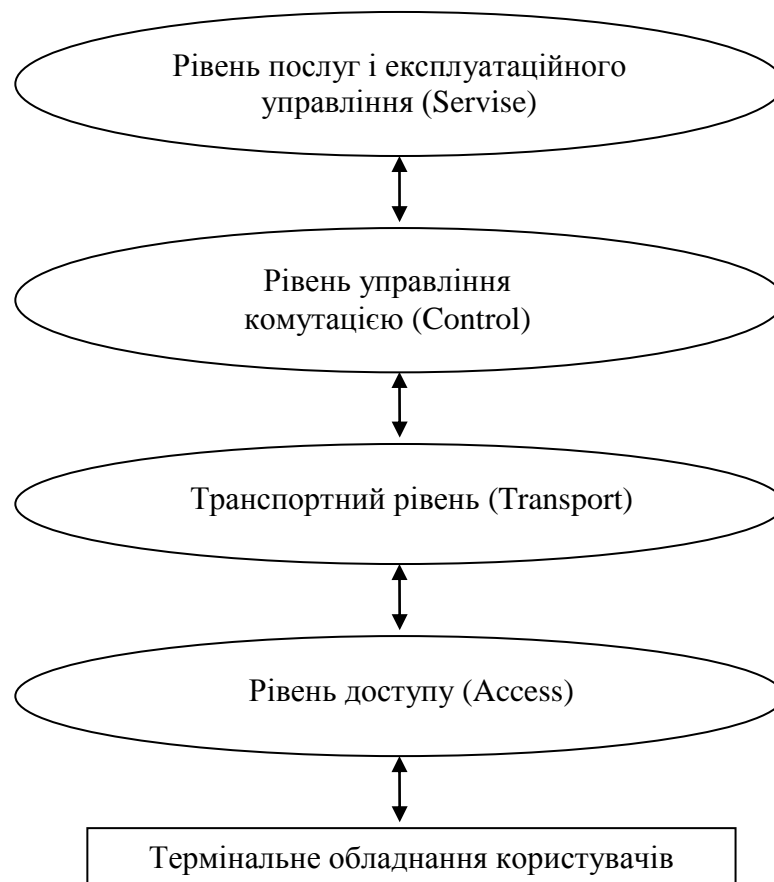 Рівень послуг і експлуатаційного
управління (Servise)
Рівень управління
комутацією (Control)
Транспортний рівень (Transport)
Рівень доступу (Access)
Термінальне обладнання користувачів